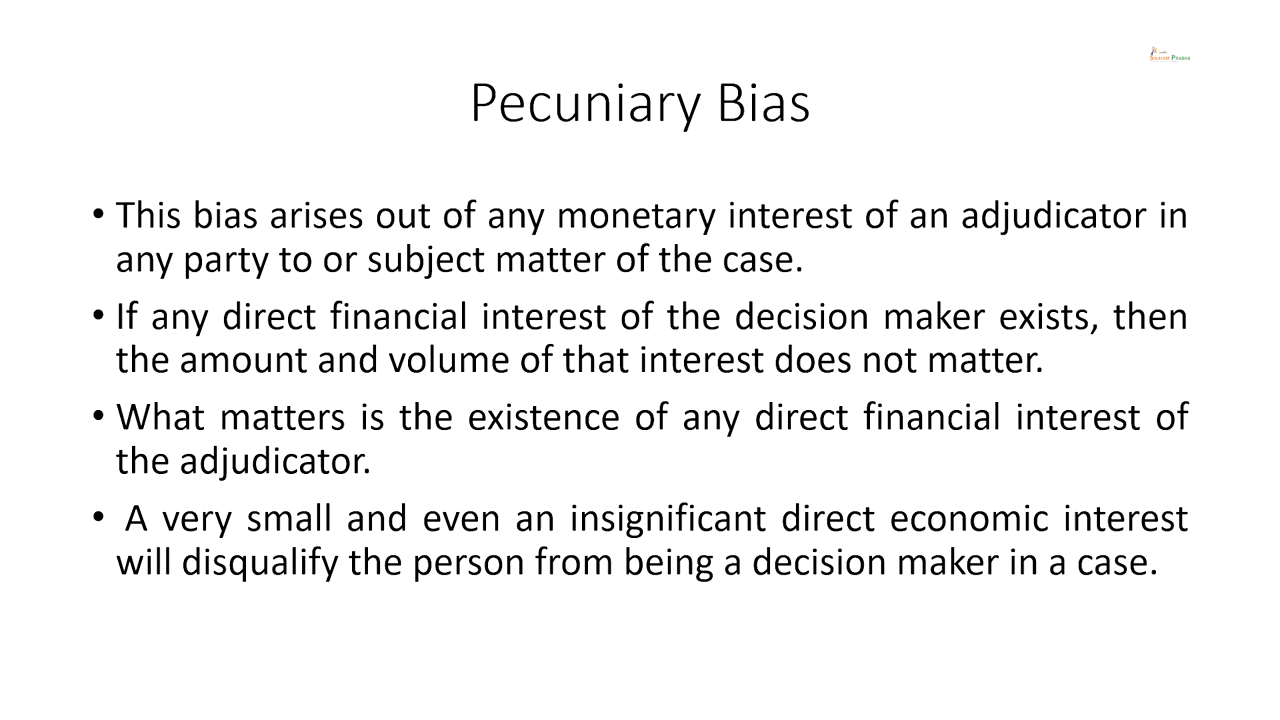 Swayam Prabha
Pecuniary Bias
• This bias arises out of any monetary interest of an adjudicator in
any party to or subject matter of the case.
• If any direct financial interest of the decision maker exists, then
the amount and volume of that interest does not matter.
• What matters is the existence of any direct financial interest of
the adjudicator.
• A very small and even an insignificant direct economic interest
will disqualify the person from being a decision maker in a case.